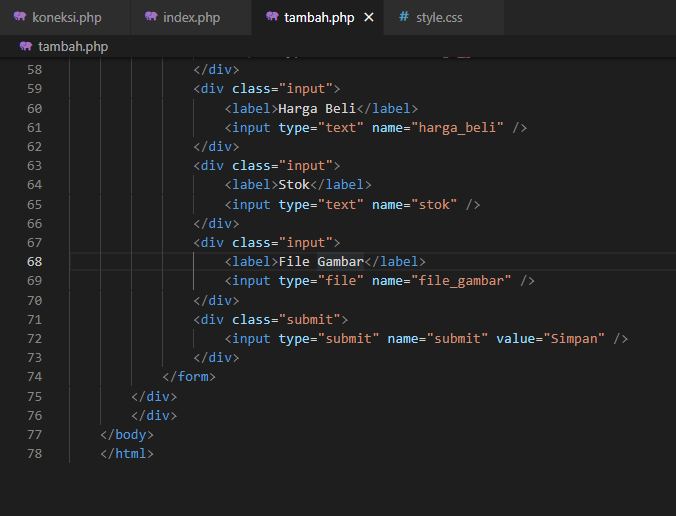 koneksi.php index.php tambah.php # style.css
tambah.php
58 </div>
59 <div class="input">
60 <label>Harga Beli</label>
61 <input type="text" name="harga_beli" />
62 </div>
63 <div class="input">
64 <label>Stok</label>
65 <input type="text" name="stok" />
66 </div>
67 <div class="input">
68 <label>File Gambar</label>
69 <input type="file" name="file_gambar" />
70 </div>
71 <div class="submit">
72 <input type="submit" name="submit" value="Simpan" />
73 </div>
74 </form>
75 </div>
76 </div>
77 </body>
78 </html>